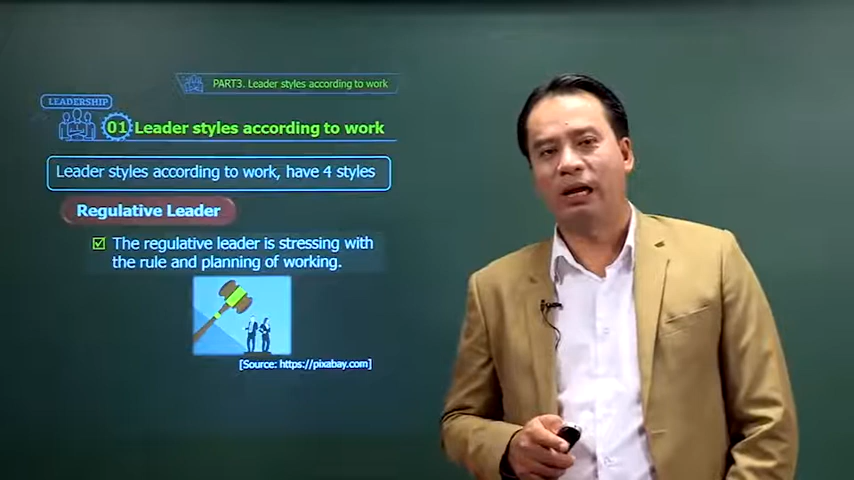 PART3. Leader styles according to work
LEADERSHIP
01 Leader styles according to work
Leader styles according to work, have 4 styles
Regulative Leader
The regulative leader is stressing with
the rule and planning of working.
[Source: https://pixabay.com]